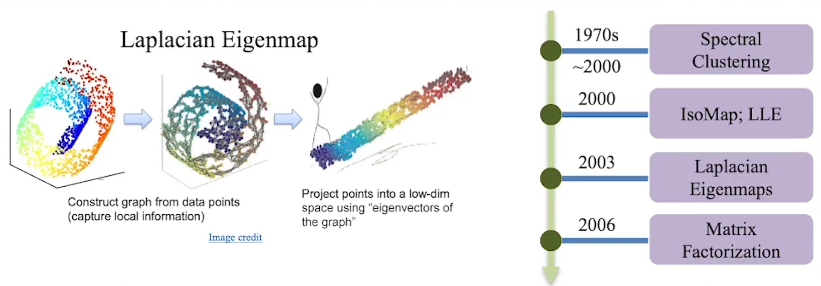 Laplacian Eigenmap
Construct graph from data points
(capture local information)
Image credit
Project points into a low-dim
space using "eigenvectors of
the graph"
1970s
~2000
Spectral
Clustering
2000
IsoMap; LLE
2003
Laplacian
Eigenmaps
2006
Matrix
Factorization